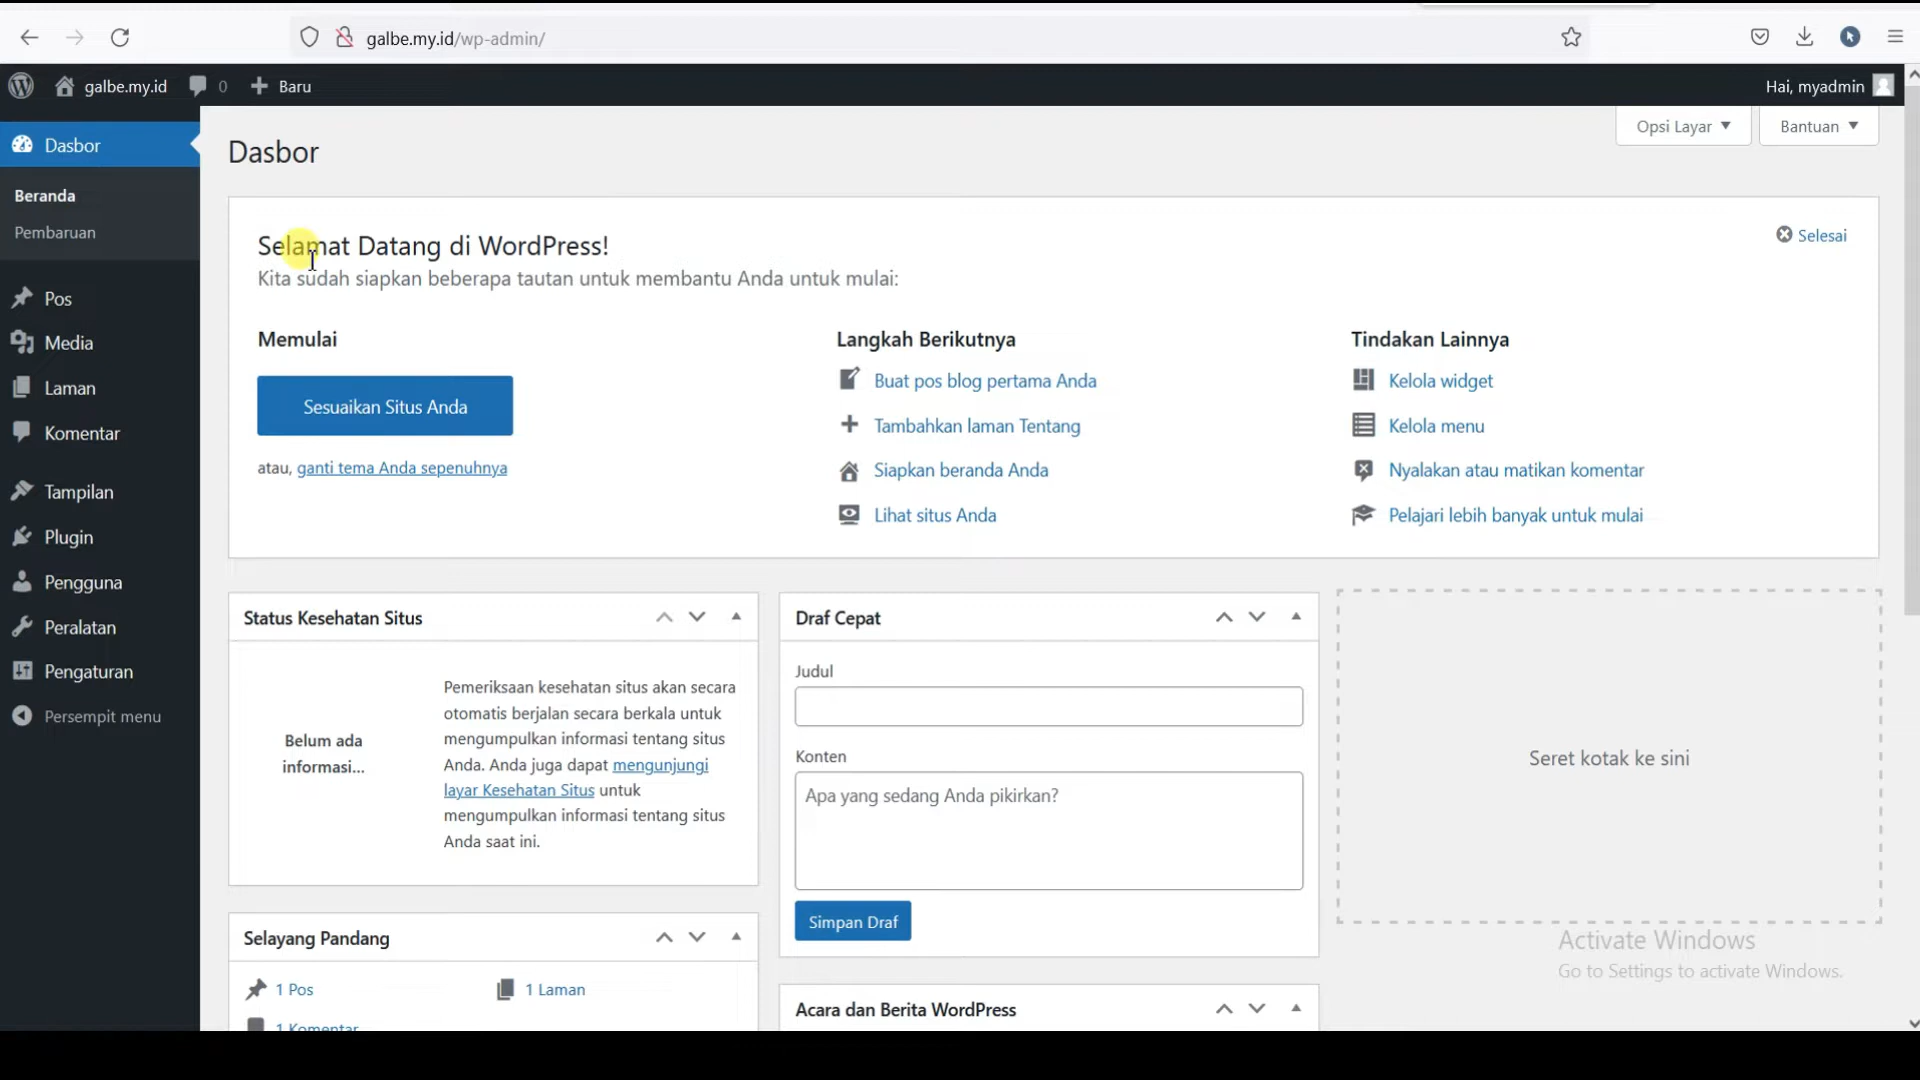 galbe.my.id/wp-admin/
galbe.my.id 0 Baru
Hai, myadmin
Dasbor
Beranda
Pembaruan
Pos
Media
Laman
Komentar
Tampilan
Plugin
Pengguna
Peralatan
Pengaturan
Persempit menu
Opsi Layar
Bantuan
Dasbor
Selamat Datang di WordPress!
Kita sudah siapkan beberapa tautan untuk membantu Anda untuk mulai:
Selesai
Memulai
Sesuaikan Situs Anda
atau, ganti tema Anda sepenuhnya
Langkah Berikutnya
Buat pos blog pertama Anda
Tambahkan laman Tentang
Siapkan beranda Anda
Lihat situs Anda
Tindakan Lainnya
Kelola widget
Kelola menu
Nyalakan atau matikan komentar
Pelajari lebih banyak untuk mulai
Status Kesehatan Situs
Belum ada
informasi...
Pemeriksaan kesehatan situs akan secara
otomatis berjalan secara berkala untuk
mengumpulkan informasi tentang situs
Anda. Anda juga dapat mengunjungi
layar Kesehatan Situs untuk
mengumpulkan informasi tentang situs
Anda saat ini.
Selayang Pandang
1 Pos
1 Laman
1 Komentar
Draf Cepat
Judul
Konten
Apa yang sedang Anda pikirkan?
Simpan Draf
Acara dan Berita WordPress
Seret kotak ke sini
Activate Windows
Go to Settings to activate Windows.